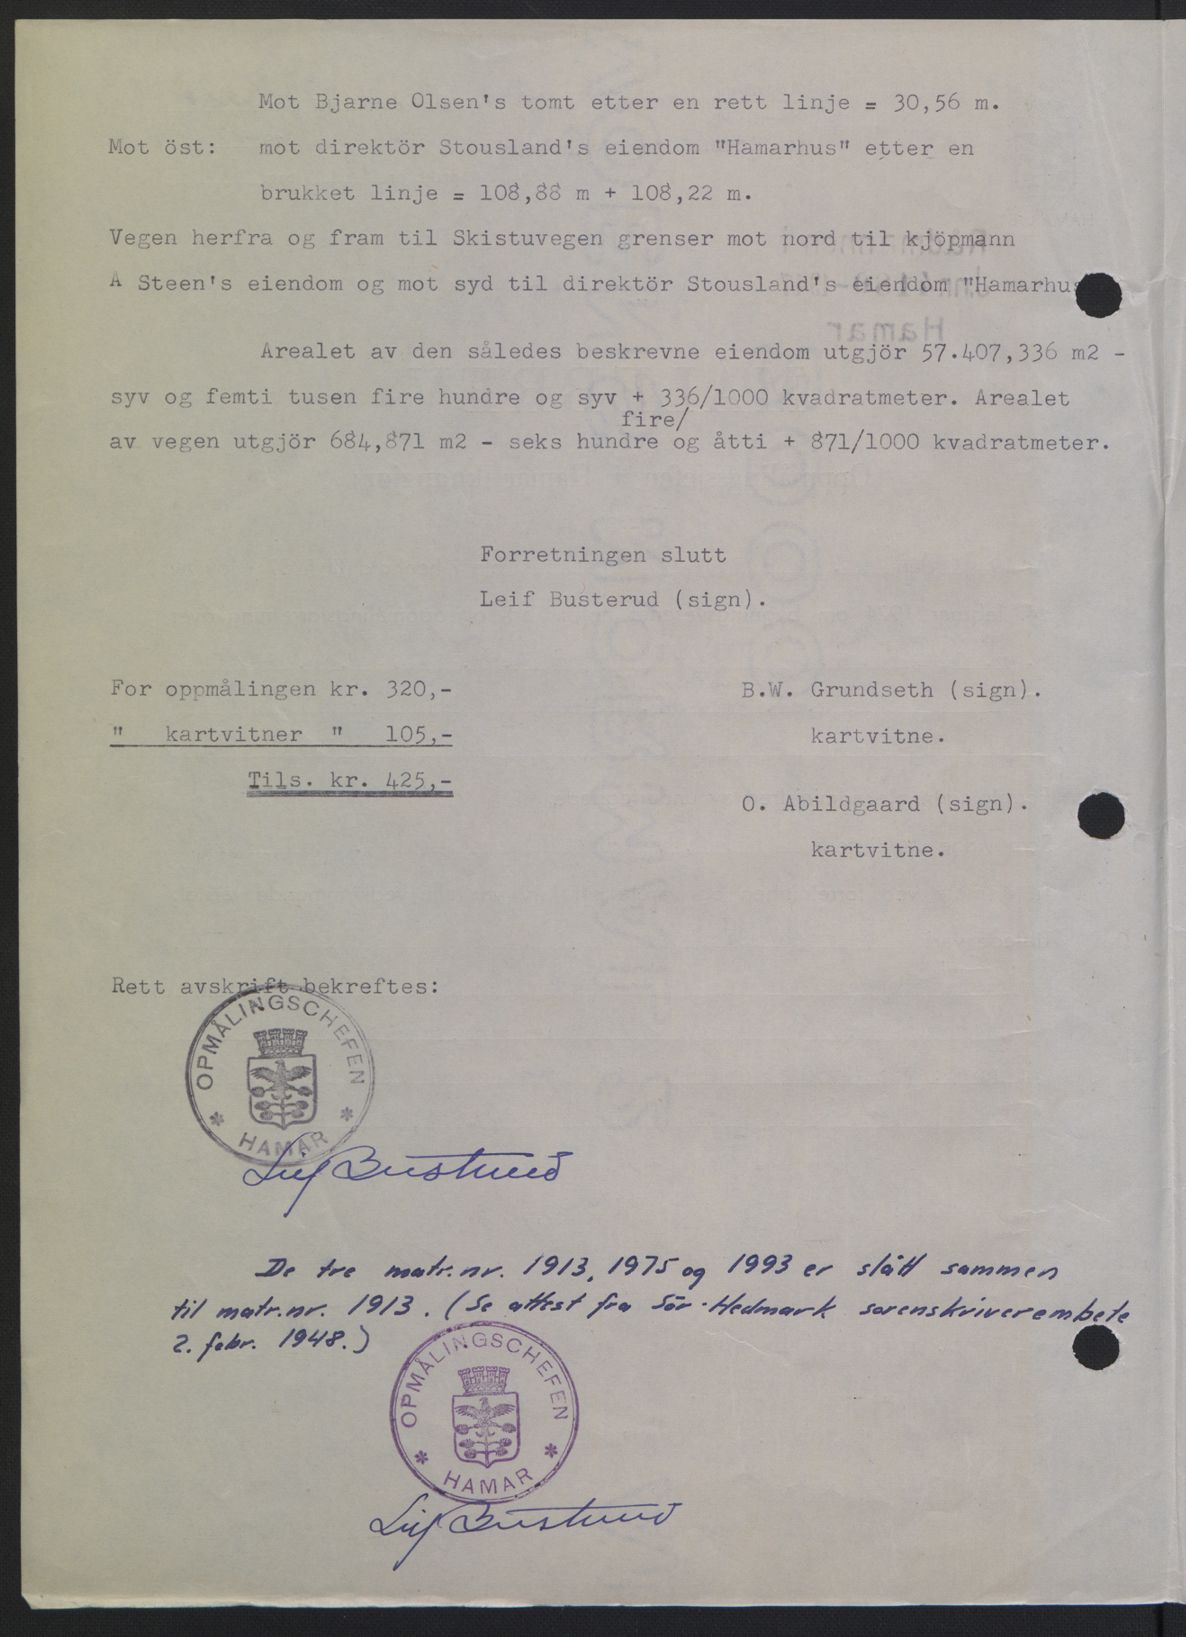 Mot Bjarne Olsen's tomt etter en rett linje = 30,56 m.
Mot öst: mot direktör Stousland's eiendom "Hamarhus" etter en
brukket linje = 108,88 m + 108,22 m.
Vegen herfra og fram til Skistuvegen grenser mot nord til kjöpmann
A Steen's eiendom og mot syd til direktör Stousland's eiendom "Hamarhus
Arealet av den således beskrevne eiendom utgjör 57.407,336 m2 -
syv og femti tusen fire hundre og syv + 336/1000 kvadratmeter. Arealet
fire/
av vegen utgjör 684,871 m2 - seks hundre og åtti + 871/1000 kvadratmeter.
Forretningen slutt
Leif Busterud (sign).
For oppmålingen kr. 320,-
" kartvitner " 105,-
Tils. kr. 425,-
B.W. Grundseth (sign).
kartvitne.
O. Abildgaard (sign).
kartvitne.
Rett avskrift bekreftes:
OPMÅLINGSCHEFEN
* HAMAR *
Leif Busterud
De tre matr.nr. 1913, 1975 og 1993 er slått sammen
til matr.nr. 1913. (Se attest fra Sör-Hedmark sorenskriverembete
2. febr. 1948.)
OPMÅLINGSCHEFEN
* HAMAR *
Leif Busterud